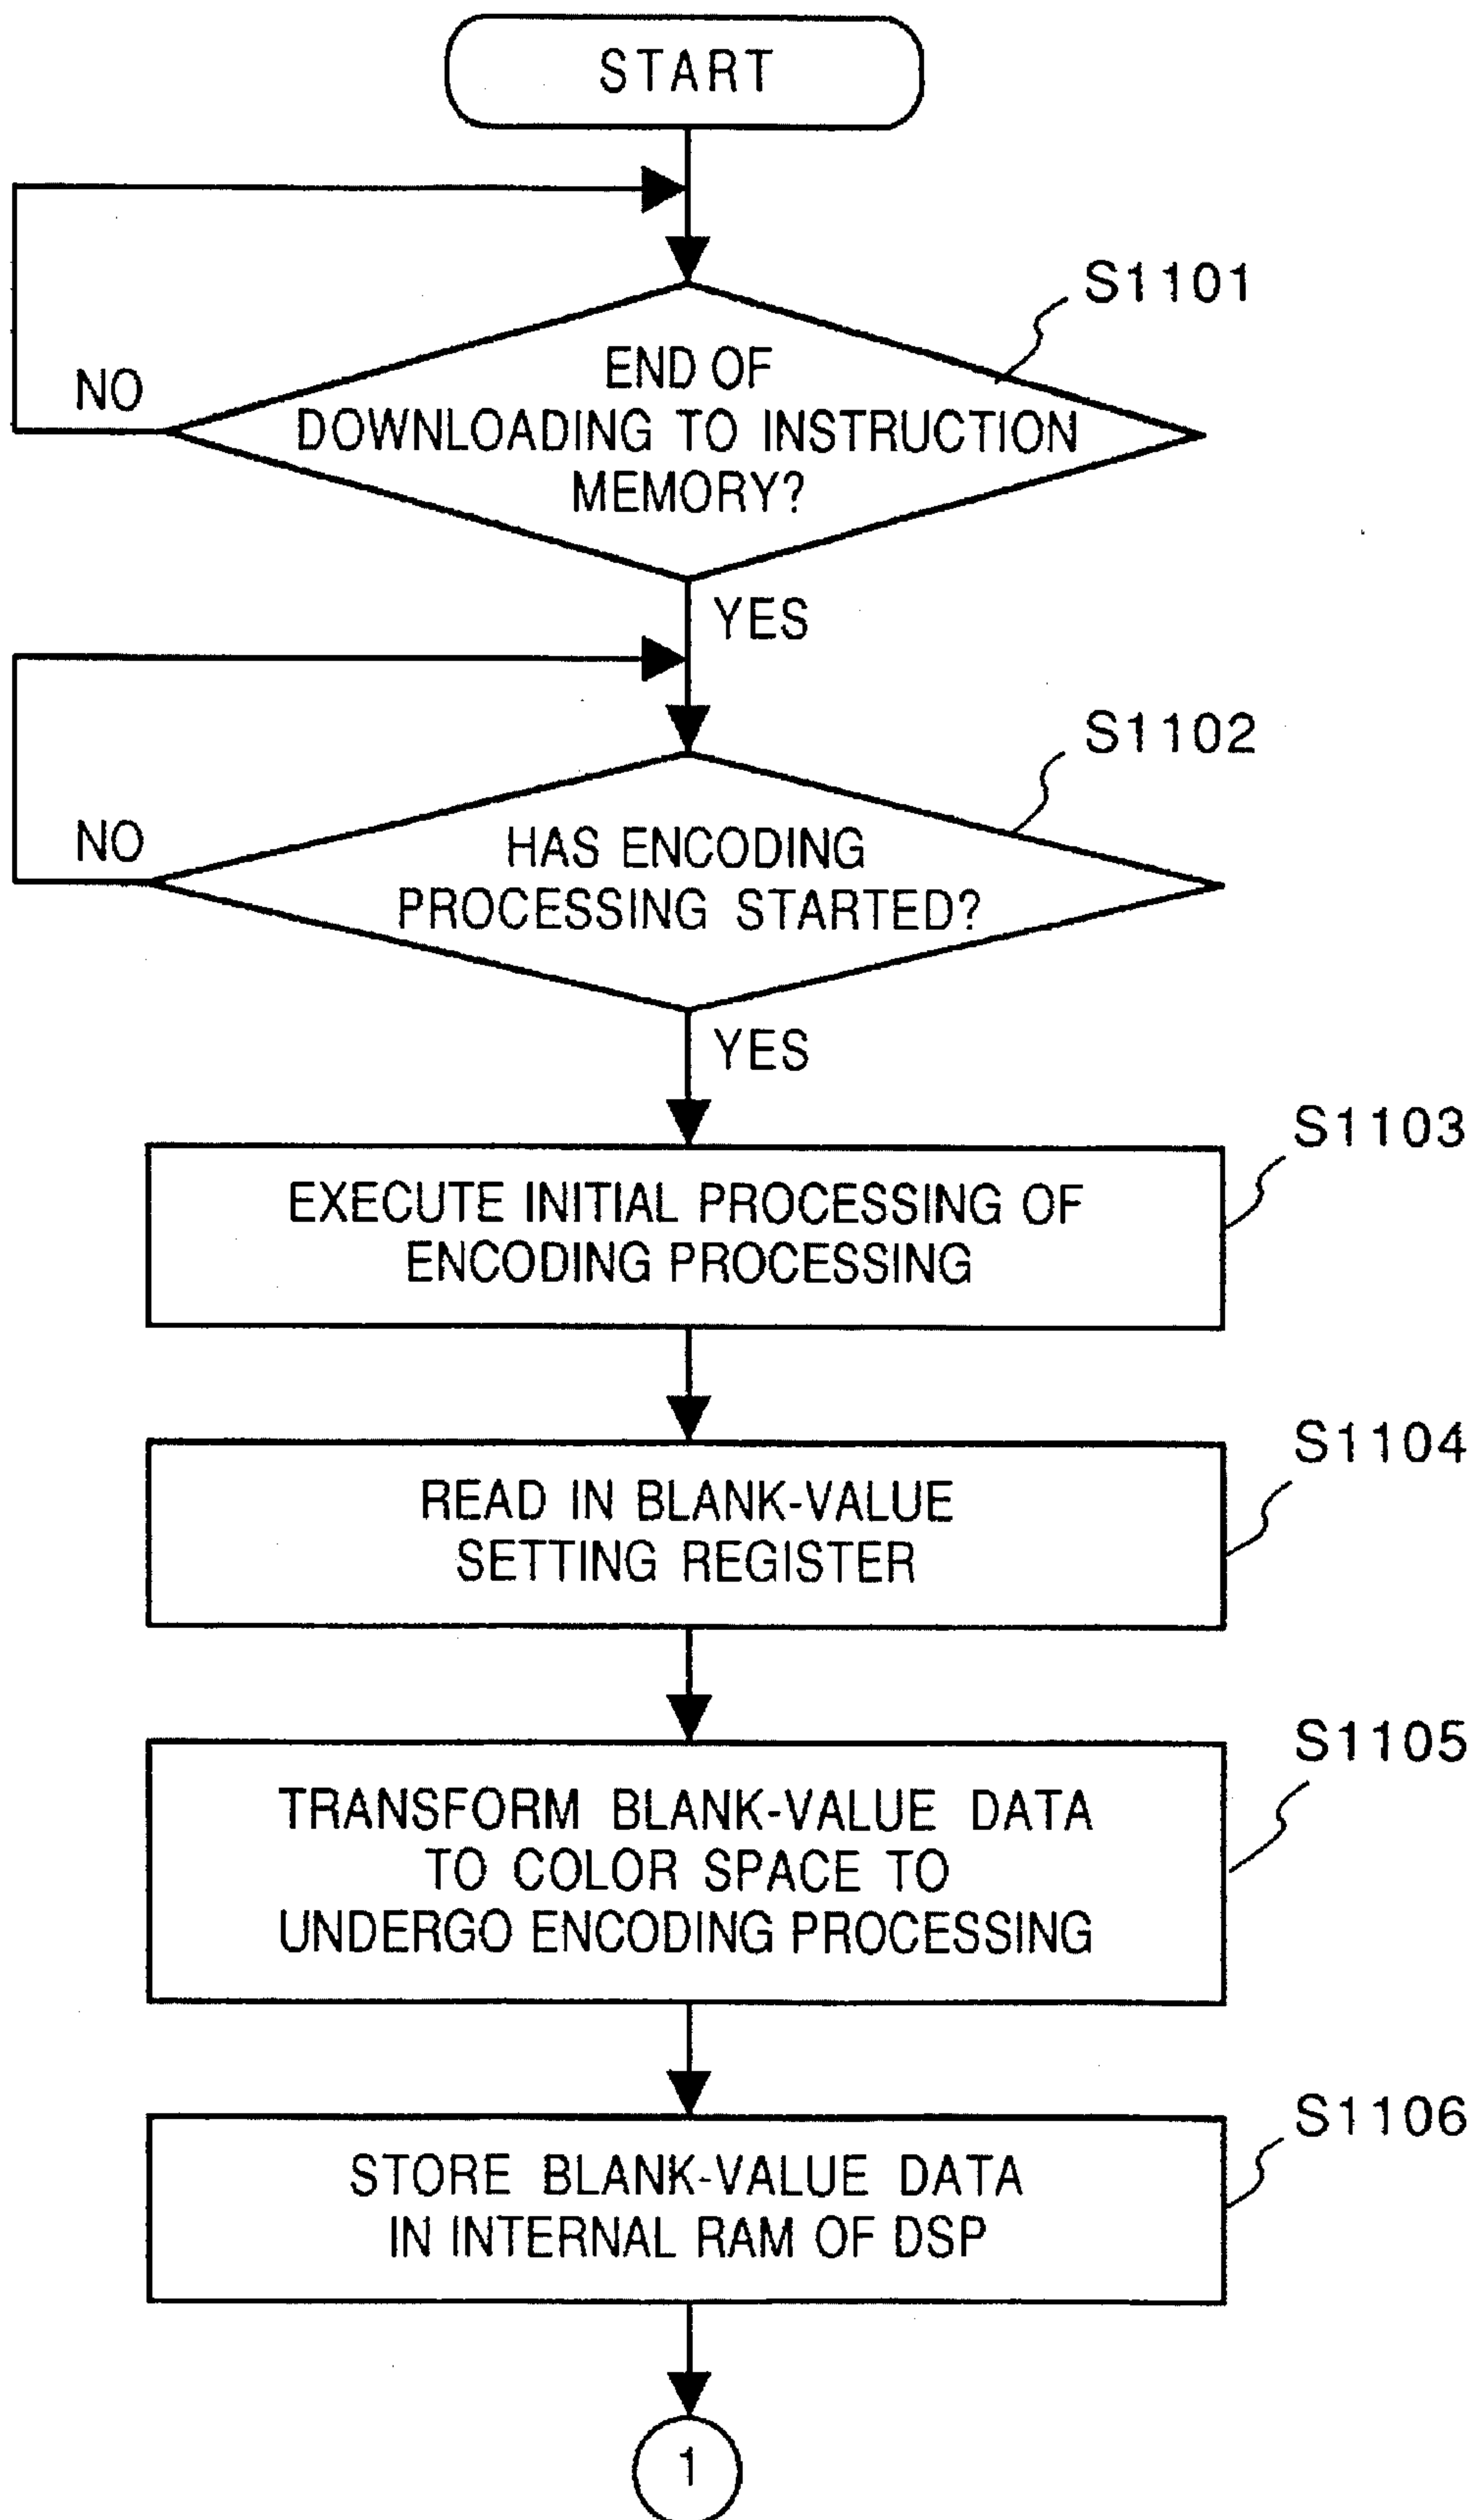 START
S1101
END OF
NO
DOWNLOADING TO INSTRUCTION
MEMORY?
YES
S1102
NO
HAS ENCODING
PROCESSING STARTED?
YES
S1103
EXECUTE INITIAL PROCESSING OF
ENCODING PROCESSING
S1104
READ IN BLANK-VALUE
SETTING REGISTER
S1105
TRANSFORM BLANK-VALUE DATA
TO COLOR SPACE TO
UNDERGO ENCODING PROCESSING
S1106
STORE BLANK-VALUE DATA
IN INTERNAL RAM OF DSP
1